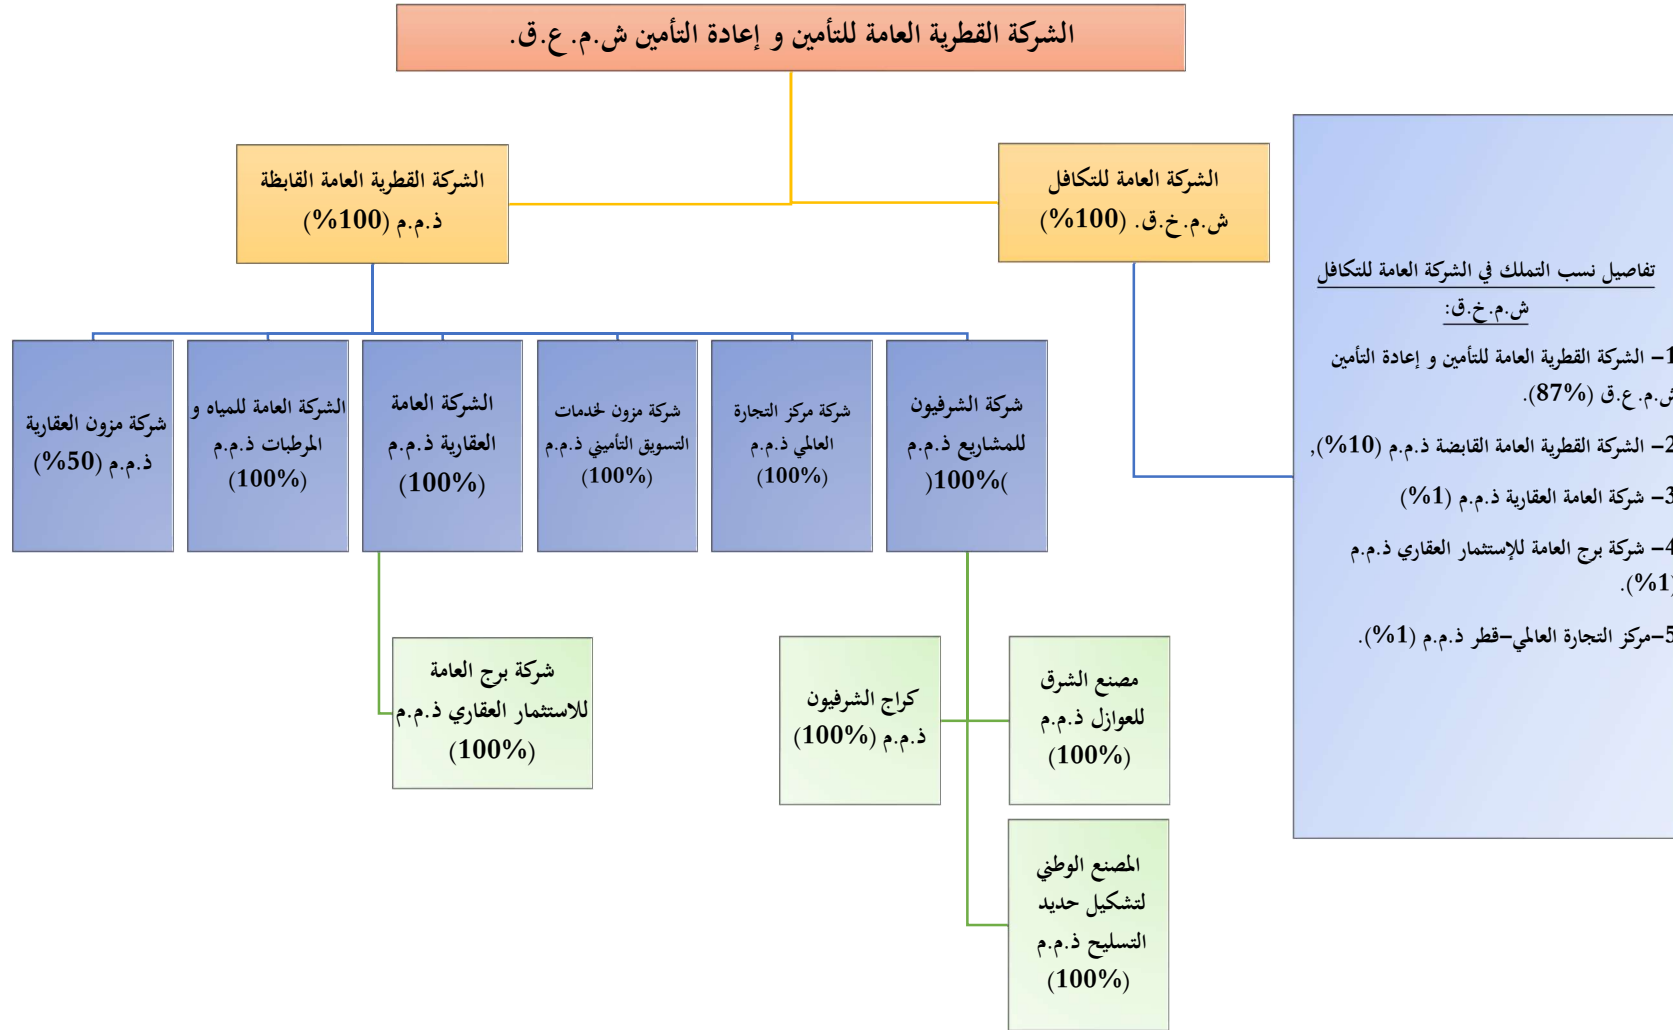 الشركة القطرية العامة للتأمين و إعادة التأمين ش.م.ع.ق.
الشركة العامة للتكافل
ش.م.خ.ق. (100%)
الشركة القطرية العامة القابظة
ذ.م.م (100%)
تفاصيل نسب التملك في الشركة العامة للتكافل
ش.م.خ.ق:
1– الشركة القطرية العامة للتأمين و إعادة التأمين
ش.م.ع.ق (87%).
2– الشركة القطرية العامة القابضة ذ.م.م (10%),
3– شركة العامة العقارية ذ.م.م (1%)
4– شركة برج العامة للإستثمار العقاري ذ.م.م
(1%).
5–مركز التجارة العالمي–قطر ذ.م.م (1%).
شركة الشرفيون
للمشاريع ذ.م.م
)100%(
شركة مركز التجارة
العالمي ذ.م.م
(100%)
شركة مزون لخدمات
التسويق التأميني ذ.م.م
(100%)
الشركة العامة
العقارية ذ.م.م
(100%)
الشركة العامة للمياه و
المرطبات ذ.م.م
(100%)
شركة مزون العقارية
ذ.م.م (50%)
مصنع الشرق
للعوازل ذ.م.م
(100%)
كراج الشرفيون
ذ.م.م (100%)
شركة برج العامة
للاستثمار العقاري ذ.م.م
(100%)
المصنع الوطني
لتشكيل حديد
التسليح ذ.م.م
(100%)